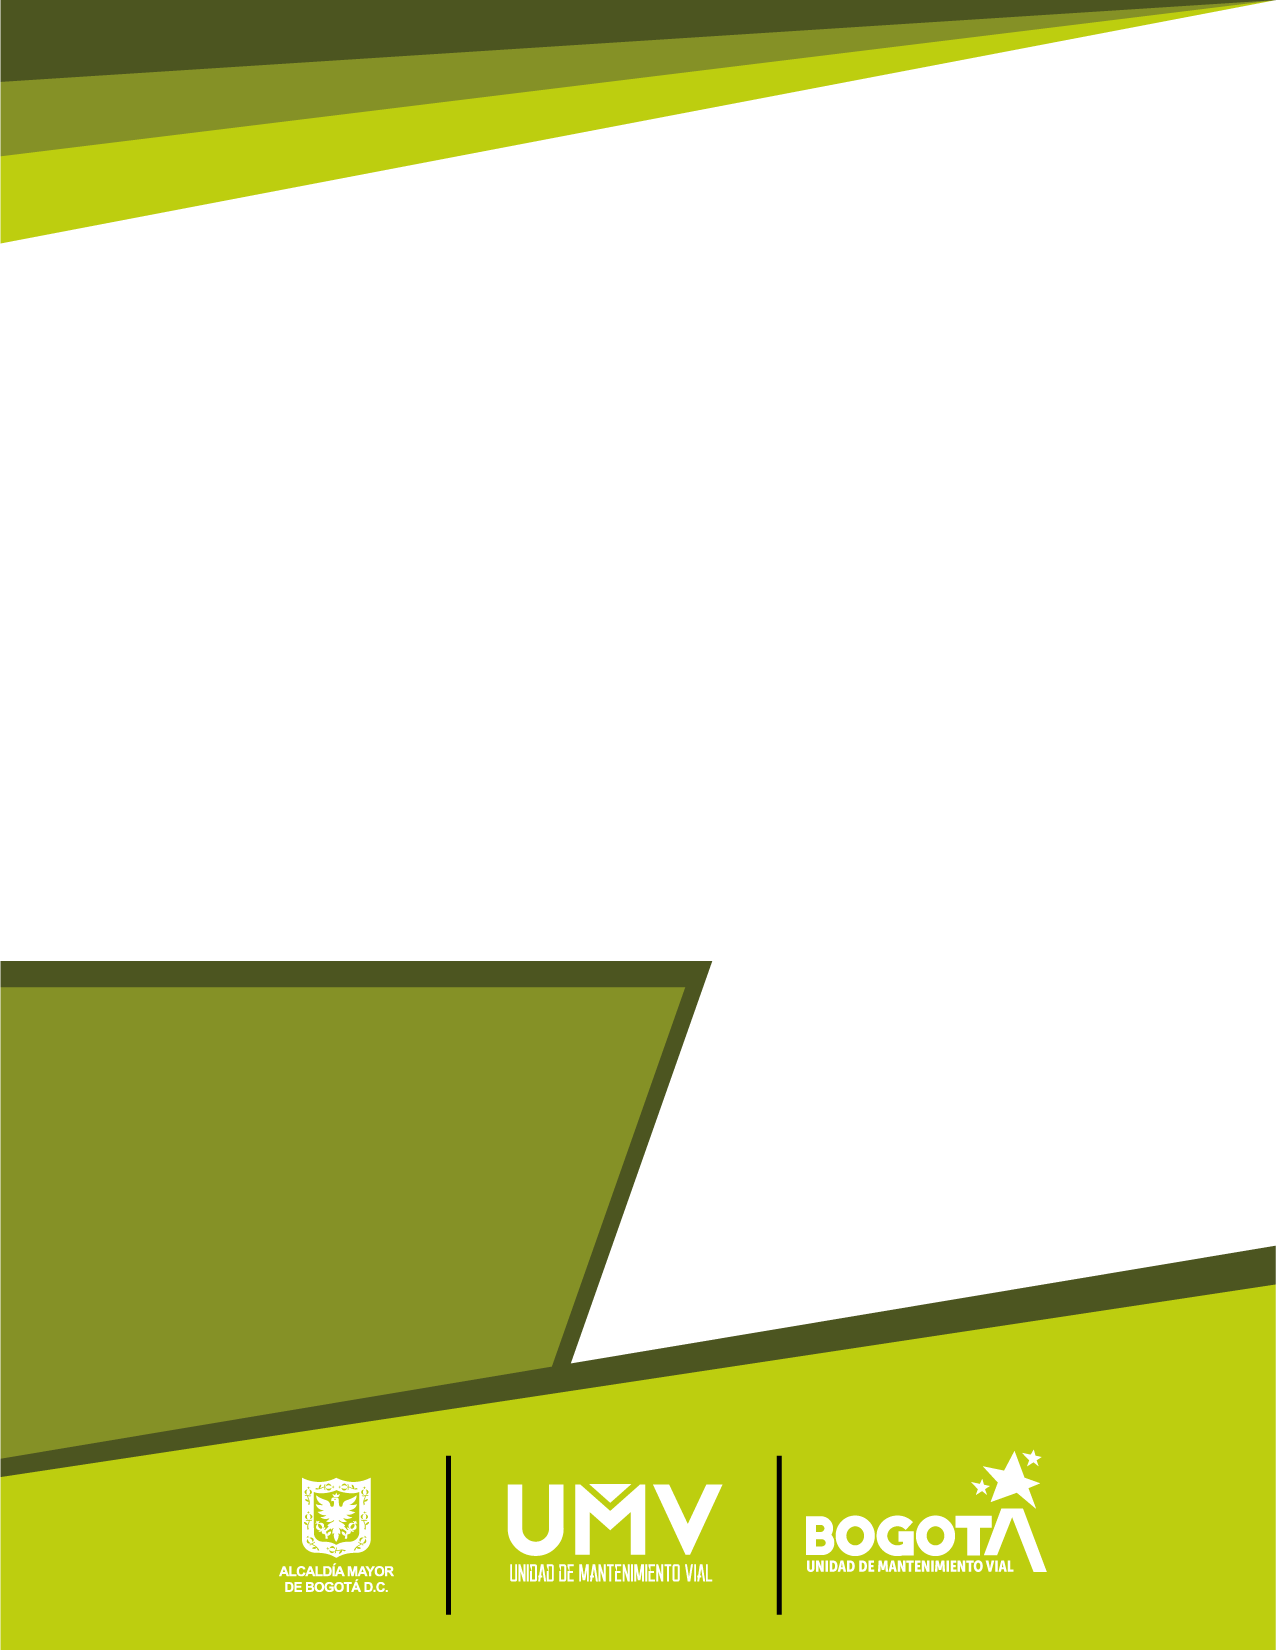 ALCALDÍA MAYOR
DE BOGOTÁ D.C.
UMV
UNIDAD DE MANTENIMIENTO VIAL
BOGOTÁ
UNIDAD DE MANTENIMIENTO VIAL